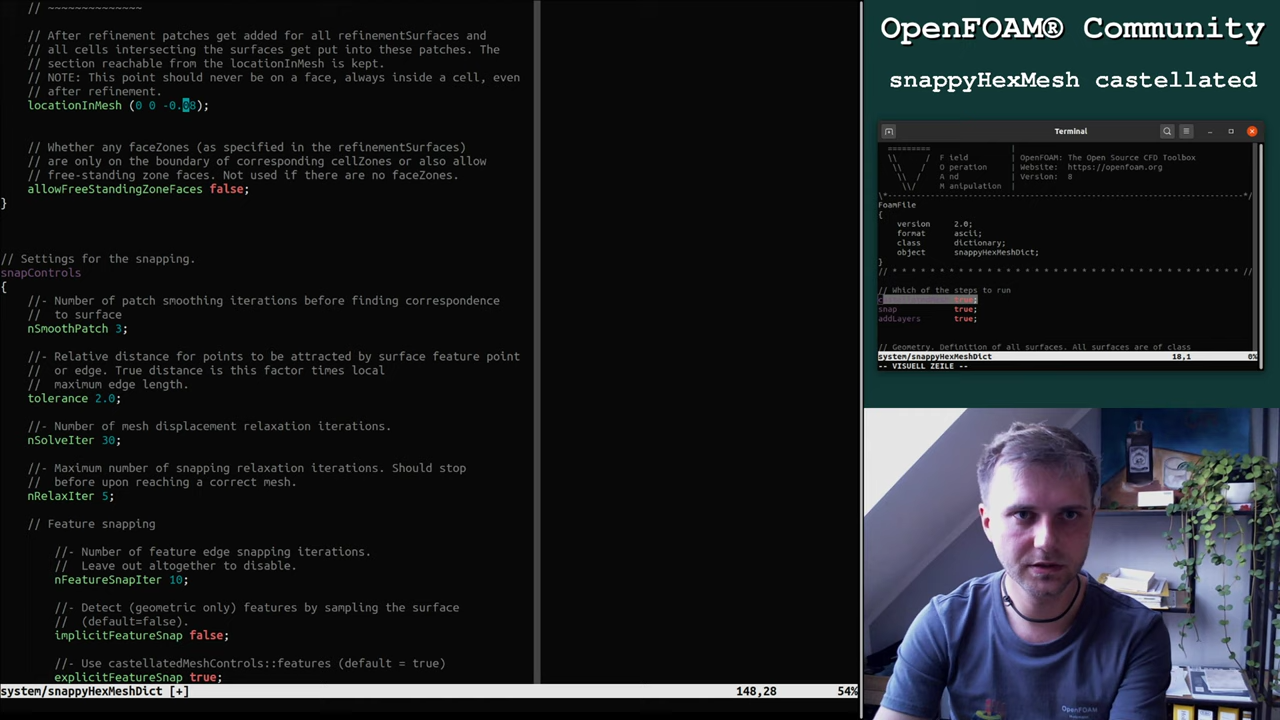 // ~~~~~~~~~~~~~~
// After refinement patches get added for all refinementSurfaces and
// all cells intersecting the surfaces get put into these patches. The
// section reachable from the locationInMesh is kept.
// NOTE: This point should never be on a face, always inside a cell, even
// after refinement.
locationInMesh (0 0 -0.08);
// Whether any faceZones (as specified in the refinementSurfaces)
// are only on the boundary of corresponding cellZones or also allow
// free-standing zone faces. Not used if there are no faceZones.
allowFreeStandingZoneFaces false;
}
// Settings for the snapping.
snapControls
{
//- Number of patch smoothing iterations before finding correspondence
// to surface
nSmoothPatch 3;
//- Relative distance for points to be attracted by surface feature point
// or edge. True distance is this factor times local
// maximum edge length.
tolerance 2.0;
//- Number of mesh displacement relaxation iterations.
nSolveIter 30;
//- Maximum number of snapping relaxation iterations. Should stop
// before upon reaching a correct mesh.
nRelaxIter 5;
// Feature snapping
//- Number of feature edge snapping iterations.
// Leave out altogether to disable.
nFeatureSnapIter 10;
//- Detect (geometric only) features by sampling the surface
// (default=false).
implicitFeatureSnap false;
//- Use castellatedMeshControls::features (default = true)
explicitFeatureSnap true;
system/snappyHexMeshDict [+] 148,28 54%
OpenFOAM® Community
snappyHexMesh castellated
Terminal
========= |
\\ / F ield | OpenFOAM: The Open Source CFD Toolbox
\\ / O peration | Website: https://openfoam.org
\\ / A nd | Version: 8
\\/ M anipulation |
\*---------------------------------------------------------------------------*/
FoamFile
{
version 2.0;
format ascii;
class dictionary;
object snappyHexMeshDict;
}
// * * * * * * * * * * * * * * * * * * * * * * * * * * * * * * * * * * * * * //
// Which of the steps to run
true;
snap true;
addLayers true;
// Geometry. Definition of all surfaces. All surfaces are of class
system/snappyHexMeshDict 18,1 0%
-- VISUELL ZEILE --
OpenFOAM